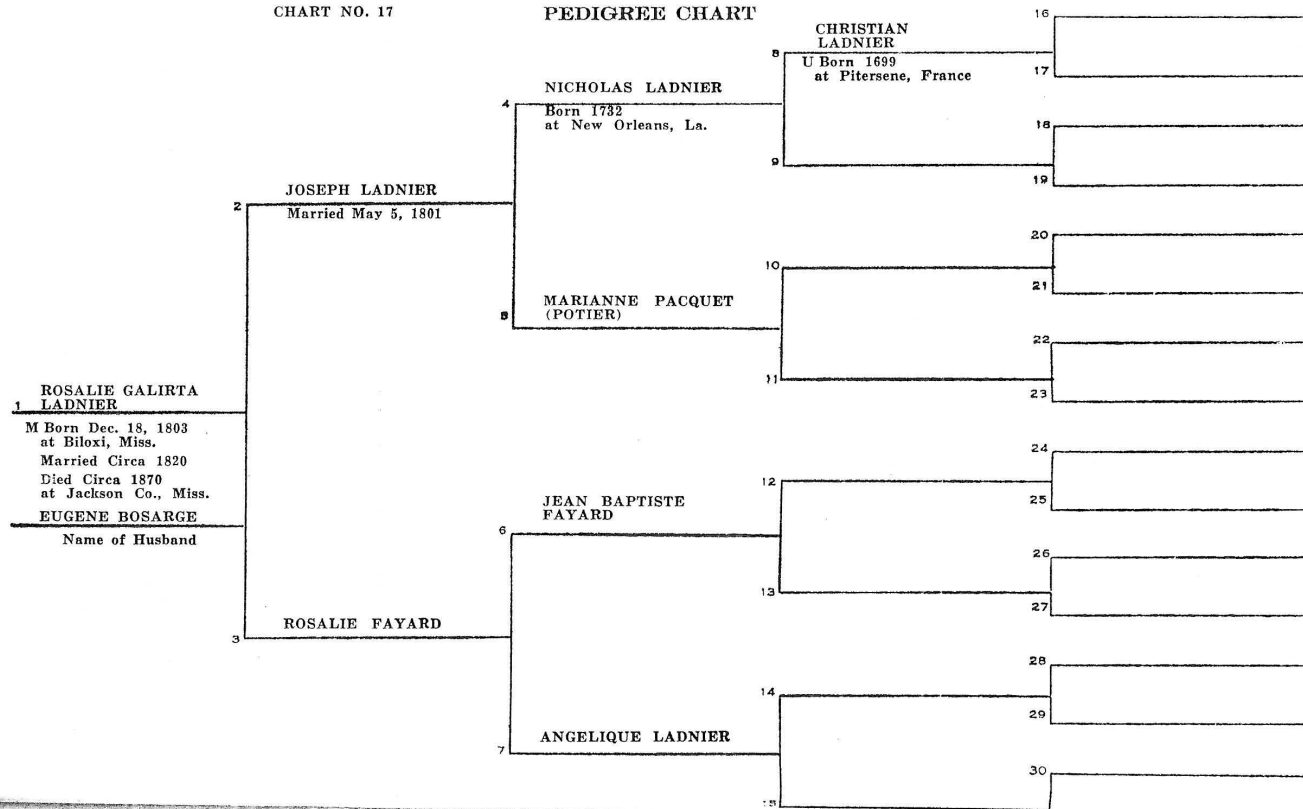 CHART NO. 17
PEDIGREE CHART
1
ROSALIE GALIRTA
LADNIER
M Born Dec. 18, 1803
at Biloxi, Miss.
Married Circa 1820
Died Circa 1870
at Jackson Co., Miss.
EUGENE BOSARGE
Name of Husband
2
JOSEPH LADNIER
Married May 5, 1801
3
ROSALIE FAYARD
4
NICHOLAS LADNIER
Born 1732
at New Orleans, La.
5
MARIANNE PACQUET
(POTIER)
6
JEAN BAPTISTE
FAYARD
7
ANGELIQUE LADNIER
8
CHRISTIAN
LADNIER
U Born 1699
at Pitersene, France
9
10
11
12
13
14
15
16
17
18
19
20
21
22
23
24
25
26
27
28
29
30